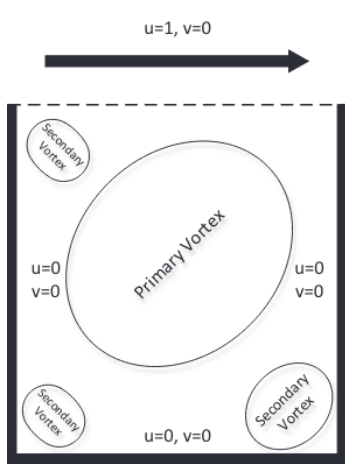 u=1, v=0
Secondary
Vortex
Primary Vortex
u=0
v=0
u=0
v=0
Secondary
Vortex
Secondary
Vortex
u=0, v=0